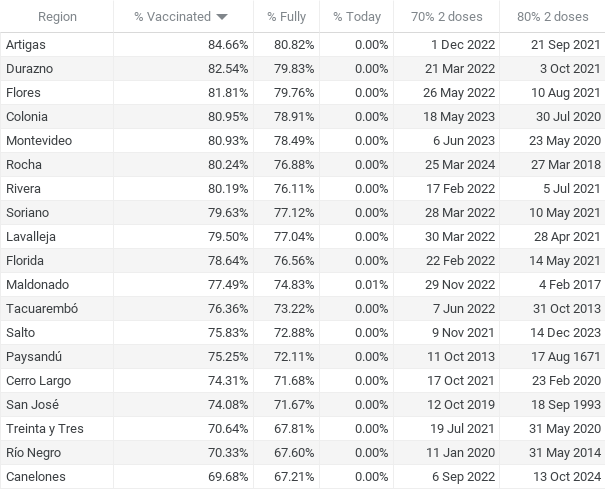 Region % Vaccinated % Fully % Today 70% 2 doses 80% 2 doses
Artigas 84.66% 80.82% 0.00% 1 Dec 2022 21 Sep 2021
Durazno 82.54% 79.83% 0.00% 21 Mar 2022 3 Oct 2021
Flores 81.81% 79.76% 0.00% 26 May 2022 10 Aug 2021
Colonia 80.95% 78.91% 0.00% 18 May 2023 30 Jul 2020
Montevideo 80.93% 78.49% 0.00% 6 Jun 2023 23 May 2020
Rocha 80.24% 76.88% 0.00% 25 Mar 2024 27 Mar 2018
Rivera 80.19% 76.11% 0.00% 17 Feb 2022 5 Jul 2021
Soriano 79.63% 77.12% 0.00% 28 Mar 2022 10 May 2021
Lavalleja 79.50% 77.04% 0.00% 30 Mar 2022 28 Apr 2021
Florida 78.64% 76.56% 0.00% 22 Feb 2022 14 May 2021
Maldonado 77.49% 74.83% 0.01% 29 Nov 2022 4 Feb 2017
Tacuarembó 76.36% 73.22% 0.00% 7 Jun 2022 31 Oct 2013
Salto 75.83% 72.88% 0.00% 9 Nov 2021 14 Dec 2023
Paysandú 75.25% 72.11% 0.00% 11 Oct 2013 17 Aug 1671
Cerro Largo 74.31% 71.68% 0.00% 17 Oct 2021 23 Feb 2020
San José 74.08% 71.67% 0.00% 12 Oct 2019 18 Sep 1993
Treinta y Tres 70.64% 67.81% 0.00% 19 Jul 2021 31 May 2020
Río Negro 70.33% 67.60% 0.00% 11 Jan 2020 31 May 2014
Canelones 69.68% 67.21% 0.00% 6 Sep 2022 13 Oct 2024